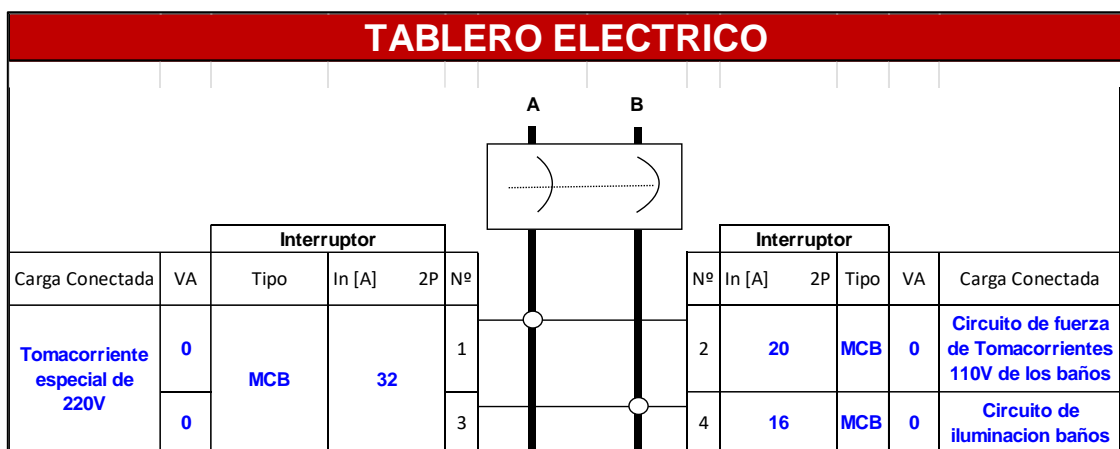 TABLERO ELECTRICO
A B
Interruptor Interruptor
Carga Conectada VA Tipo In [A] 2P Nº Nº In [A] 2P Tipo VA Carga Conectada
Tomacorriente
especial de
220V
0
0
MCB
32
1
3
2
20
MCB
0
Circuito de fuerza
de Tomacorrientes
110V de los baños
4
16
MCB
0
Circuito de
iluminacion baños